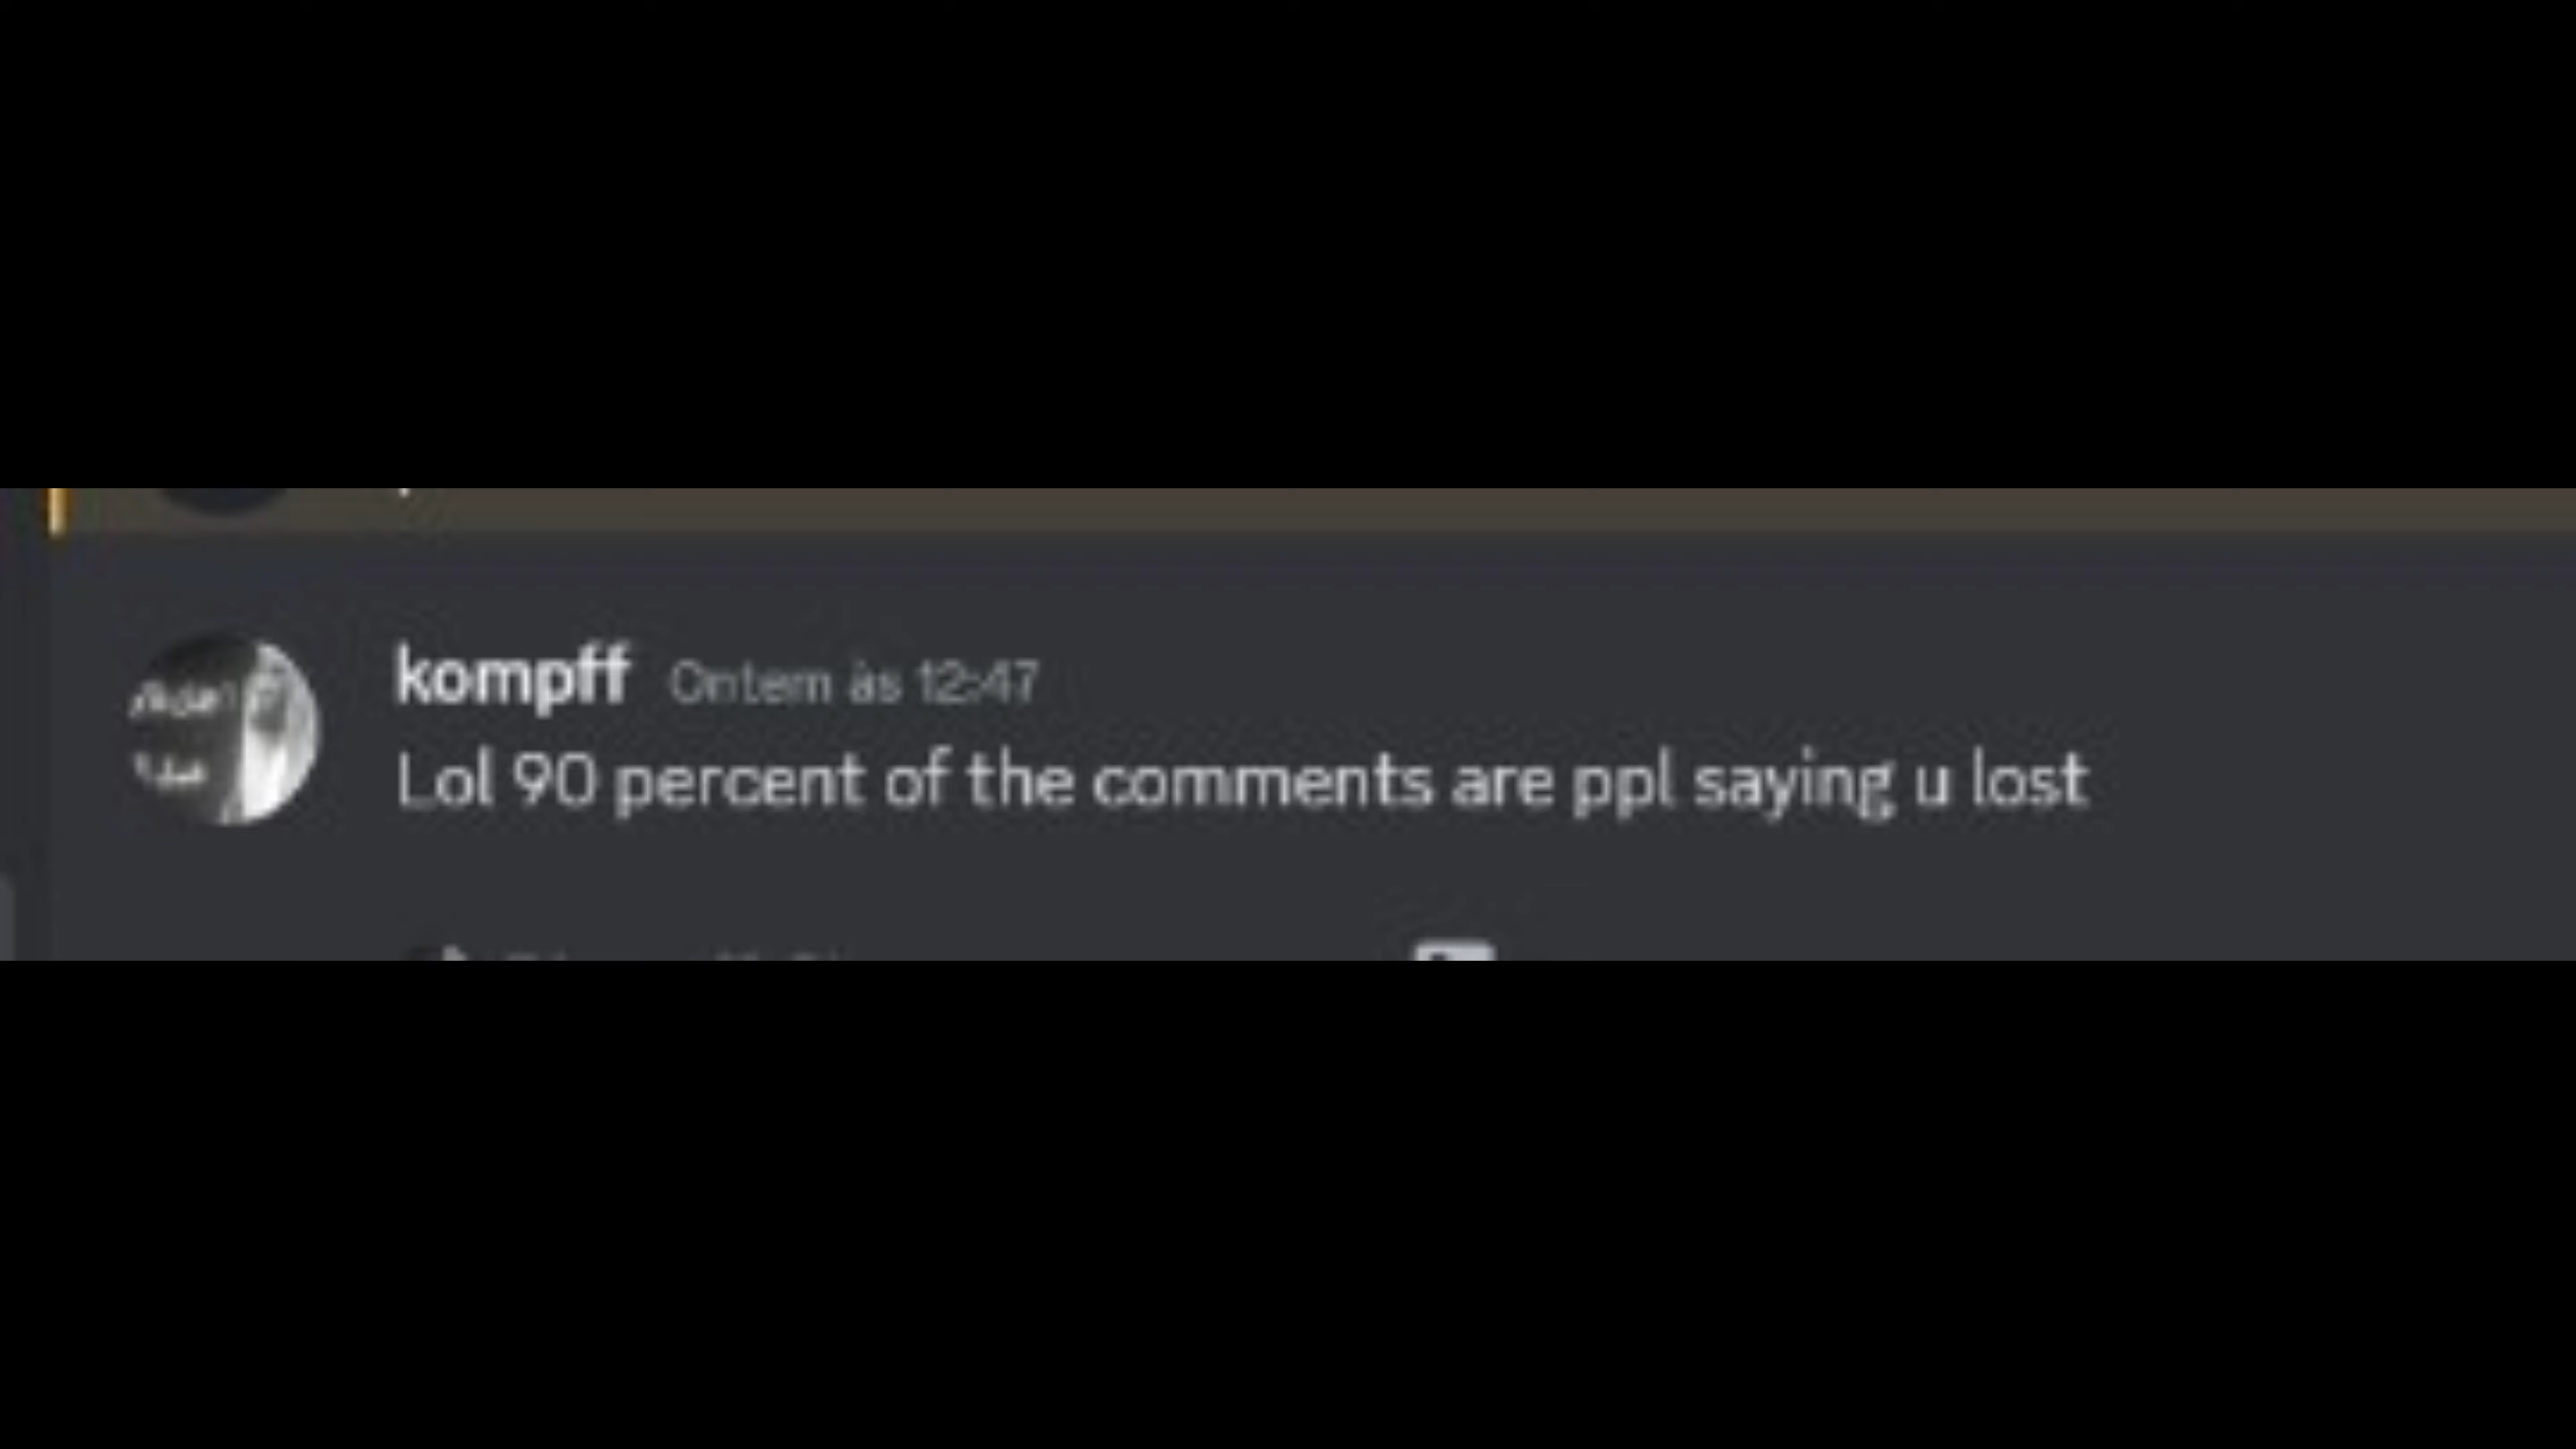 kompff Ontem às 12:47
Lol 90 percent of the comments are ppl saying u lost